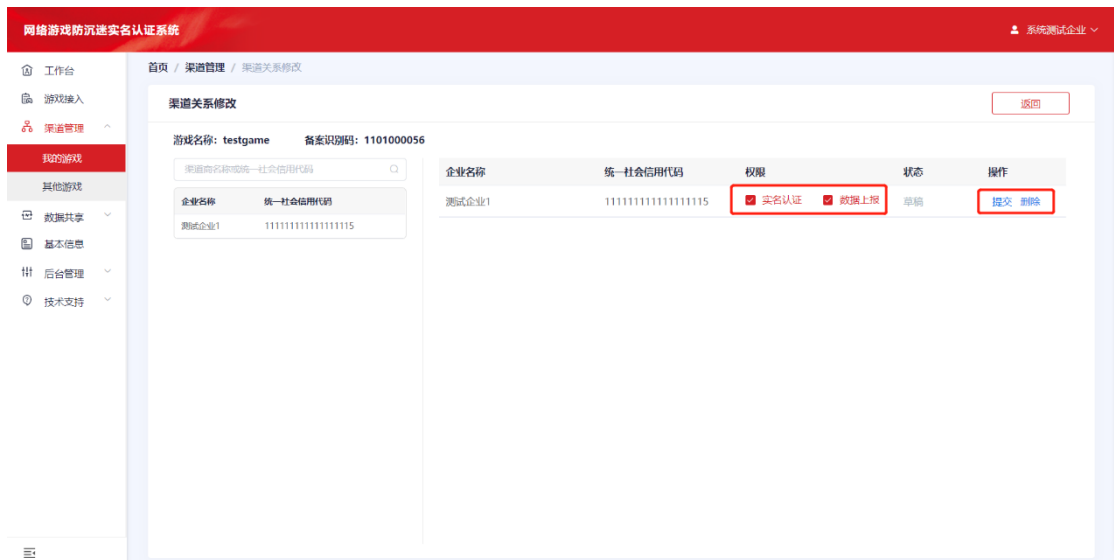 网络游戏防沉迷实名认证系统
系统测试企业
工作台
游戏接入
渠道管理
我的游戏
其他游戏
数据共享
基本信息
后台管理
技术支持
首页 / 渠道管理 / 渠道关系修改
渠道关系修改
返回
游戏名称：testgame 备案识别码：1101000056
渠道商名称或统一社会信用代码
企业名称 统一社会信用代码
测试企业1 111111111111111115
企业名称 统一社会信用代码 权限 状态 操作
测试企业1 111111111111111115 实名认证 数据上报 草稿 提交 删除